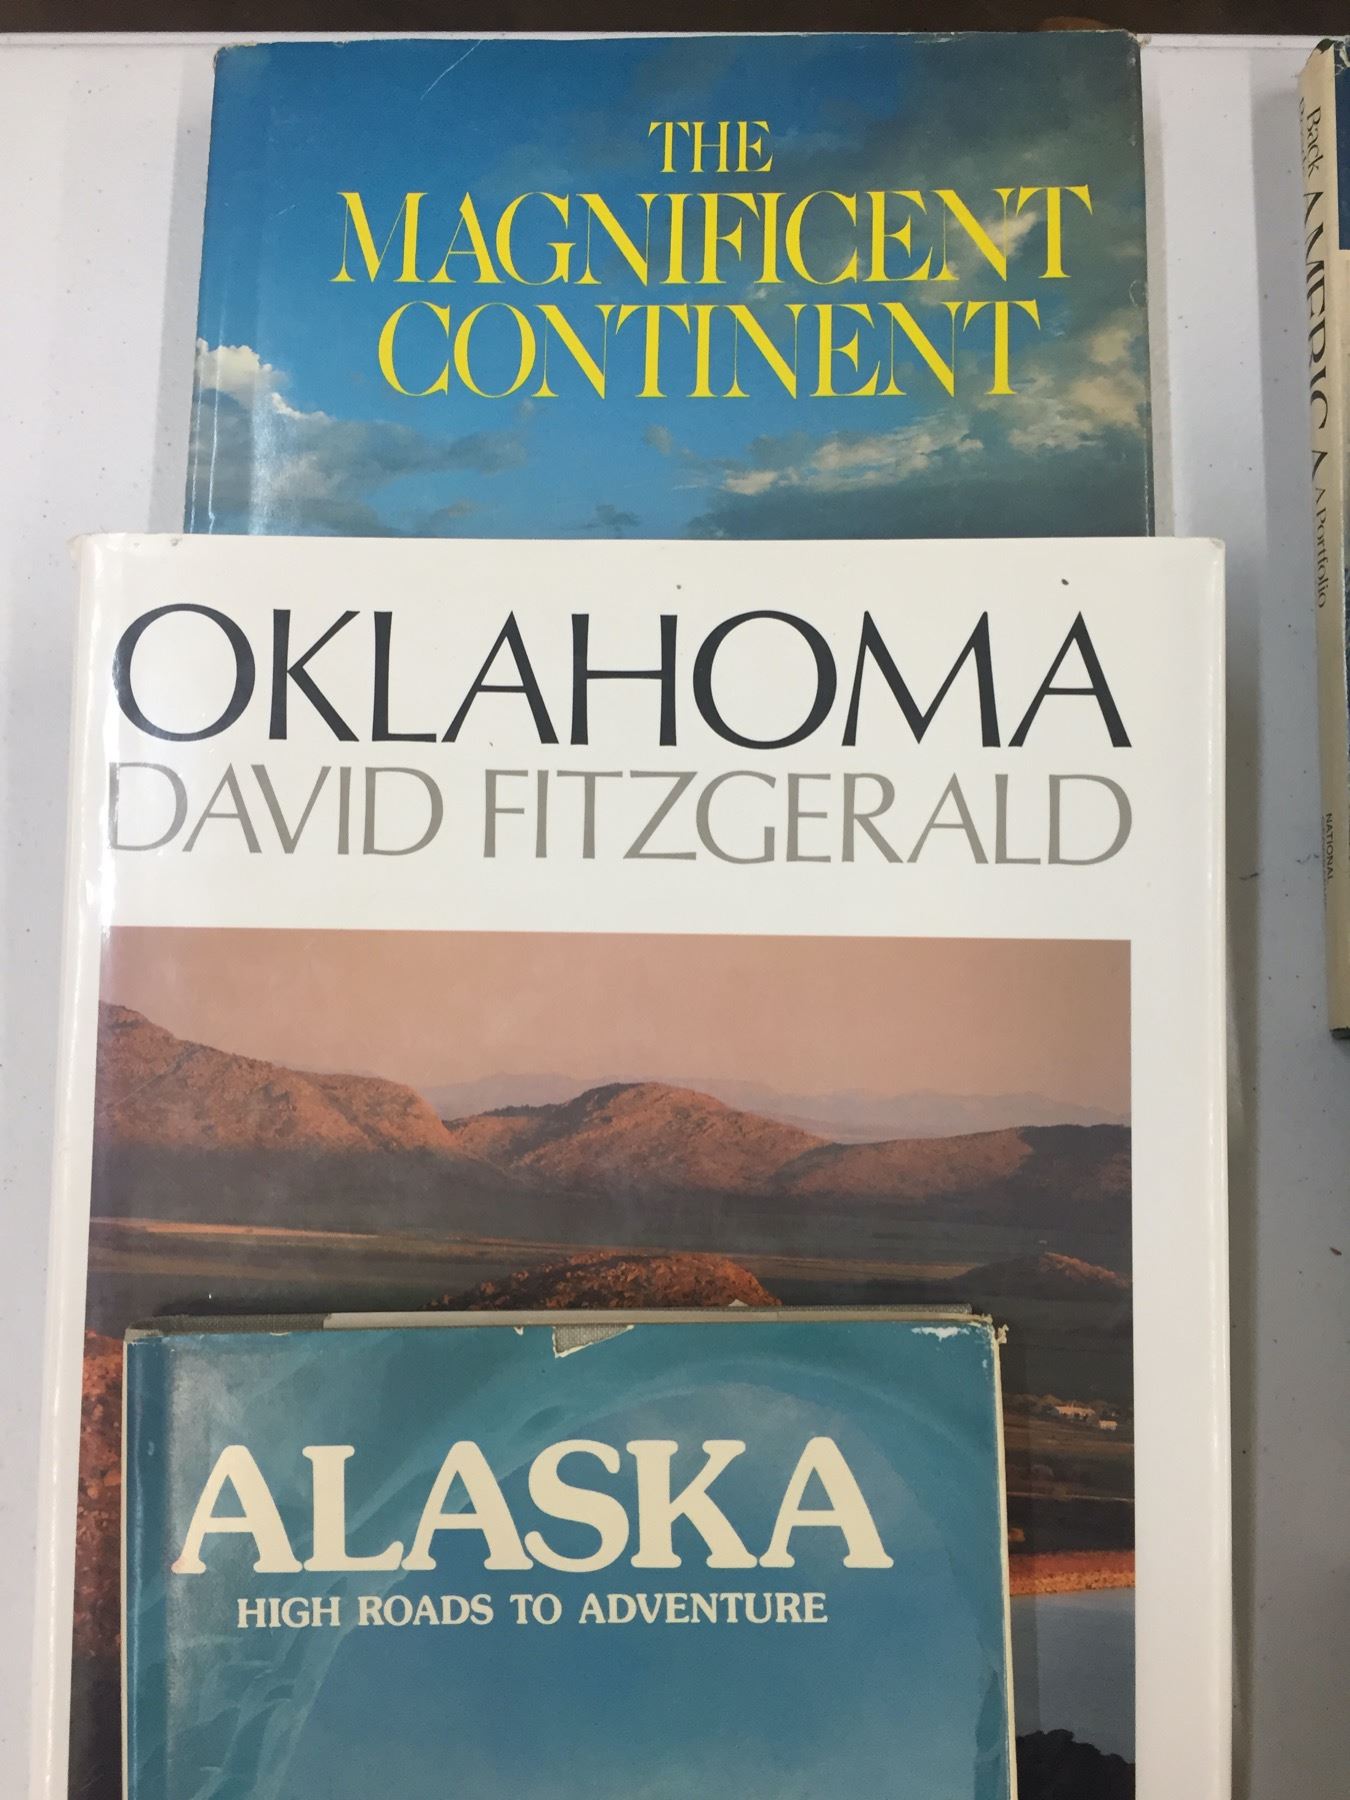 THE
MAGNIFICENT
CONTINENT
OKLAHOMA
DAVID FITZGERALD
ALASKA
HIGH ROADS TO ADVENTURE
Back
AMERICA A Portfolio
NATIONAL